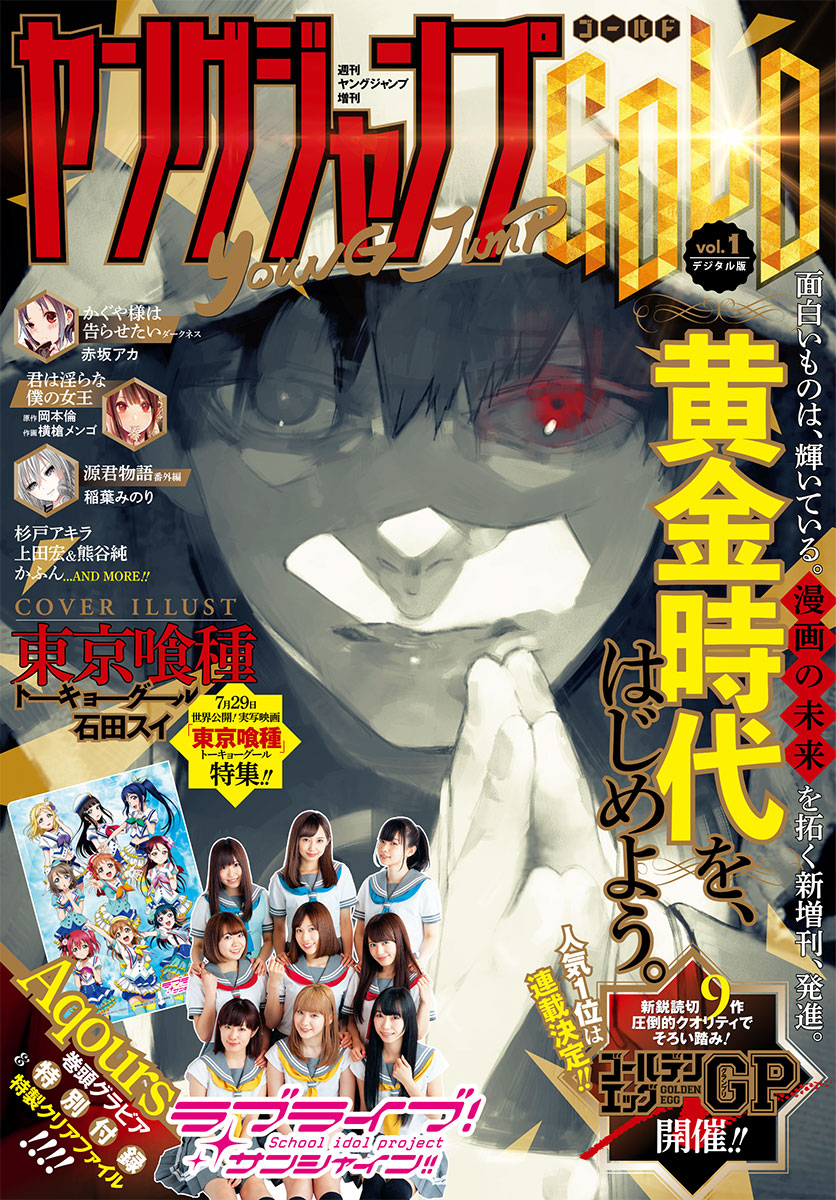 ヤングジャンプ
週刊
ヤングジャンプ
増刊
ゴールド
GOLD
YOUNG JUMP
vol.1
デジタル版
かぐや様は
告らせたい ダークネス
赤坂アカ
君は淫らな
僕の女王
原作 岡本倫
作画 横槍メンゴ
源君物語 番外編
稲葉みのり
杉戸アキラ
上田宏&熊谷純
かふん...AND MORE!!
COVER ILLUST
東京喰種
トーキョーグール
石田スイ
7月29日
世界公開!実写映画
「東京喰種」
トーキョーグール
特集!!
面白いものは、輝いている。漫画の未来を拓く新増刊、発進。
黄金時代を、
はじめよう。
人気1位は
連載決定!!
新鋭読切9作
圧倒的クオリティで
そろい踏み!
ゴールデン
エッグ
GOLDEN
EGG
グランプリ
GP
開催!!
Aqours
巻頭グラビア
&特別付録
特製クリアファイル
!!!!
ラブライブ!
School idol project
サンシャイン!!